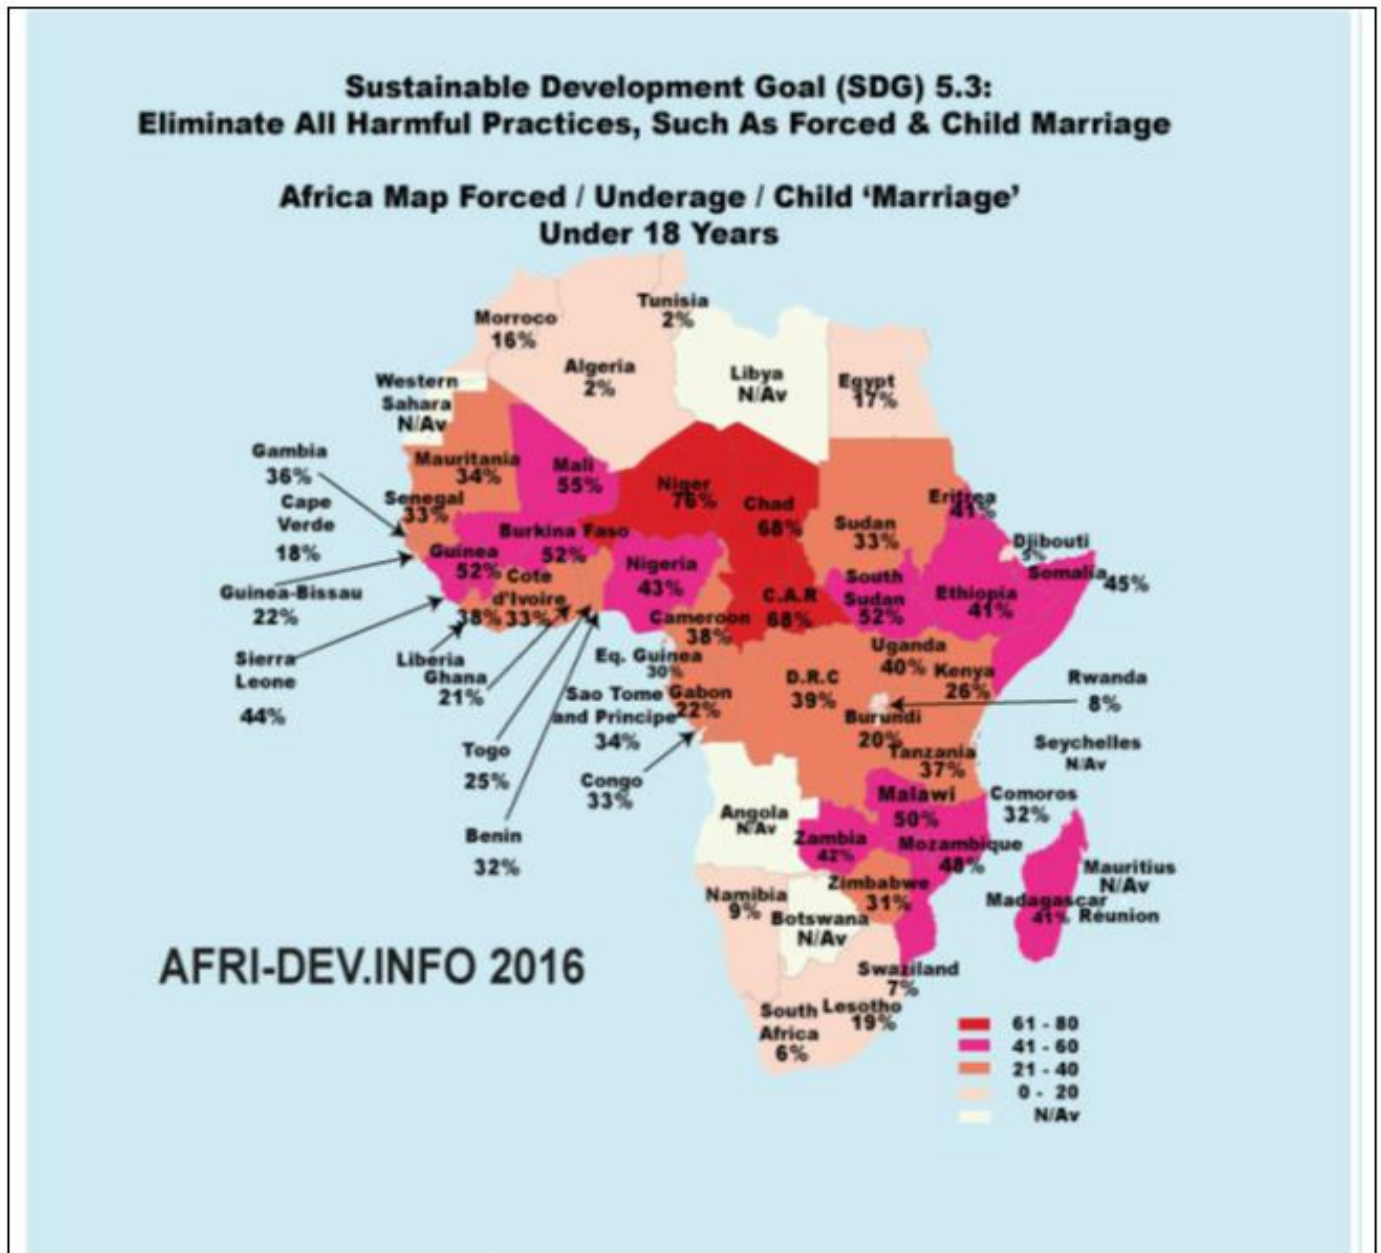 Sustainable Development Goal (SDG) 5.3:
Eliminate All Harmful Practices, Such As Forced & Child Marriage
Africa Map Forced / Underage / Child ‘Marriage’
Under 18 Years
Tunisia
2%
Morroco
16%
Algeria
2%
Libya
N/Av
Egypt
17%
Western
Sahara
N/Av
Gambia
36%
Cape
Verde
18%
Guinea-Bissau
22%
Sierra
Leone
44%
Mauritania
34%
Mali
55%
Niger
76%
Chad
68%
Senegal
33%
Sudan
33%
Eritrea
41%
Djibouti
5%
Somalia 45%
Burkina Faso
52%
Guinea
52%
Nigeria
43%
Cote
d'Ivoire
38% 33%
C.A.R
68%
South
Sudan
52%
Ethiopia
41%
Cameroon
38%
Liberia
Ghana
21%
Eq. Guinea
30%
Uganda
40%
Kenya
26%
D.R.C
39%
Rwanda
8%
Sao Tome
and Principe
34%
Gabon
22%
Burundi
20%
Togo
25%
Congo
33%
Tanzania
37%
Seychelles
N/Av
Benin
32%
Angola
N/Av
Malawi
50%
Comoros
32%
Zambia
42%
Mozambique
48%
Mauritius
N/Av
Namibia
9%
Zimbabwe
31%
Botswana
N/Av
Madagascar
41%
Réunion
AFRI-DEV.INFO 2016
Swaziland
7%
South
Africa
6%
Lesotho
19%
61 - 80
41 - 60
21 - 40
0 - 20
N/Av